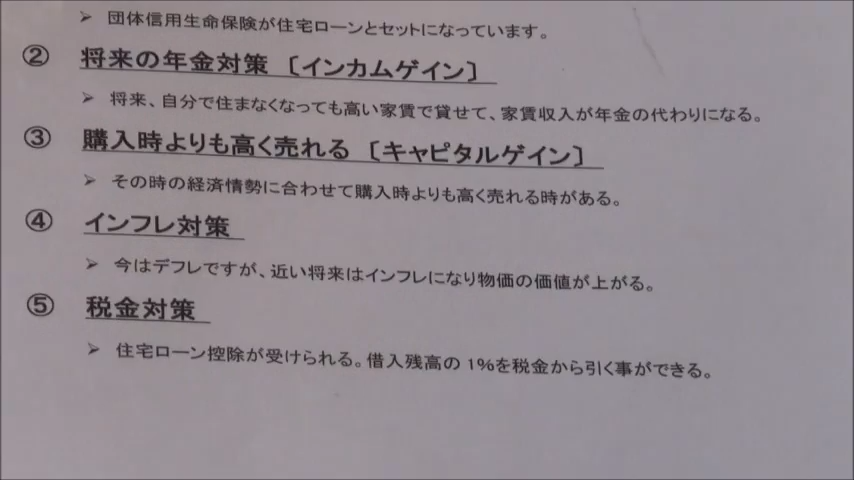 ➢ 団体信用生命保険が住宅ローンとセットになっています。
② 将来の年金対策 〔インカムゲイン〕
➢ 将来、自分で住まなくなっても高い家賃で貸せて、家賃収入が年金の代わりになる。
③ 購入時よりも高く売れる 〔キャピタルゲイン〕
➢ その時の経済情勢に合わせて購入時よりも高く売れる時がある。
④ インフレ対策
➢ 今はデフレですが、近い将来はインフレになり物価の価値が上がる。
⑤ 税金対策
➢ 住宅ローン控除が受けられる。借入残高の 1%を税金から引く事ができる。